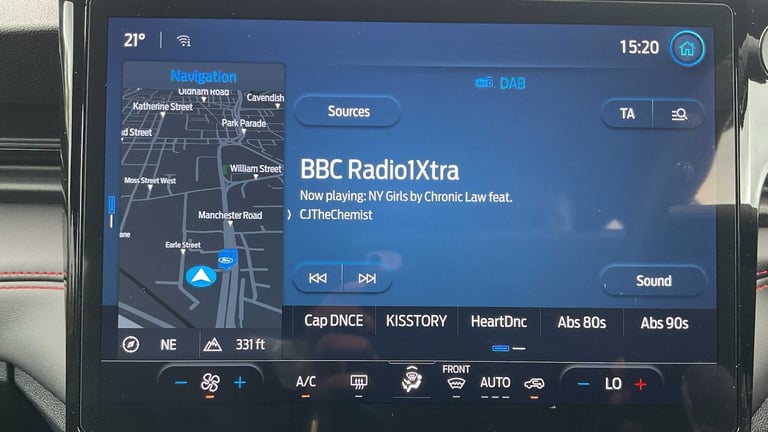 21°
15:20
Navigation
DAB
Oldham Road
Cavendish
Katherine Street
Park Parade
d Street
William Street
Moss Street West
Manchester Road
ane
Earle Street
Ford
NE
331 ft
Sources
TA
BBC Radio1Xtra
Now playing: NY Girls by Chronic Law feat.
CJTheChemist
Sound
Cap DNCE
KISSTORY
HeartDnc
Abs 80s
Abs 90s
A/C
FRONT
AUTO
LO